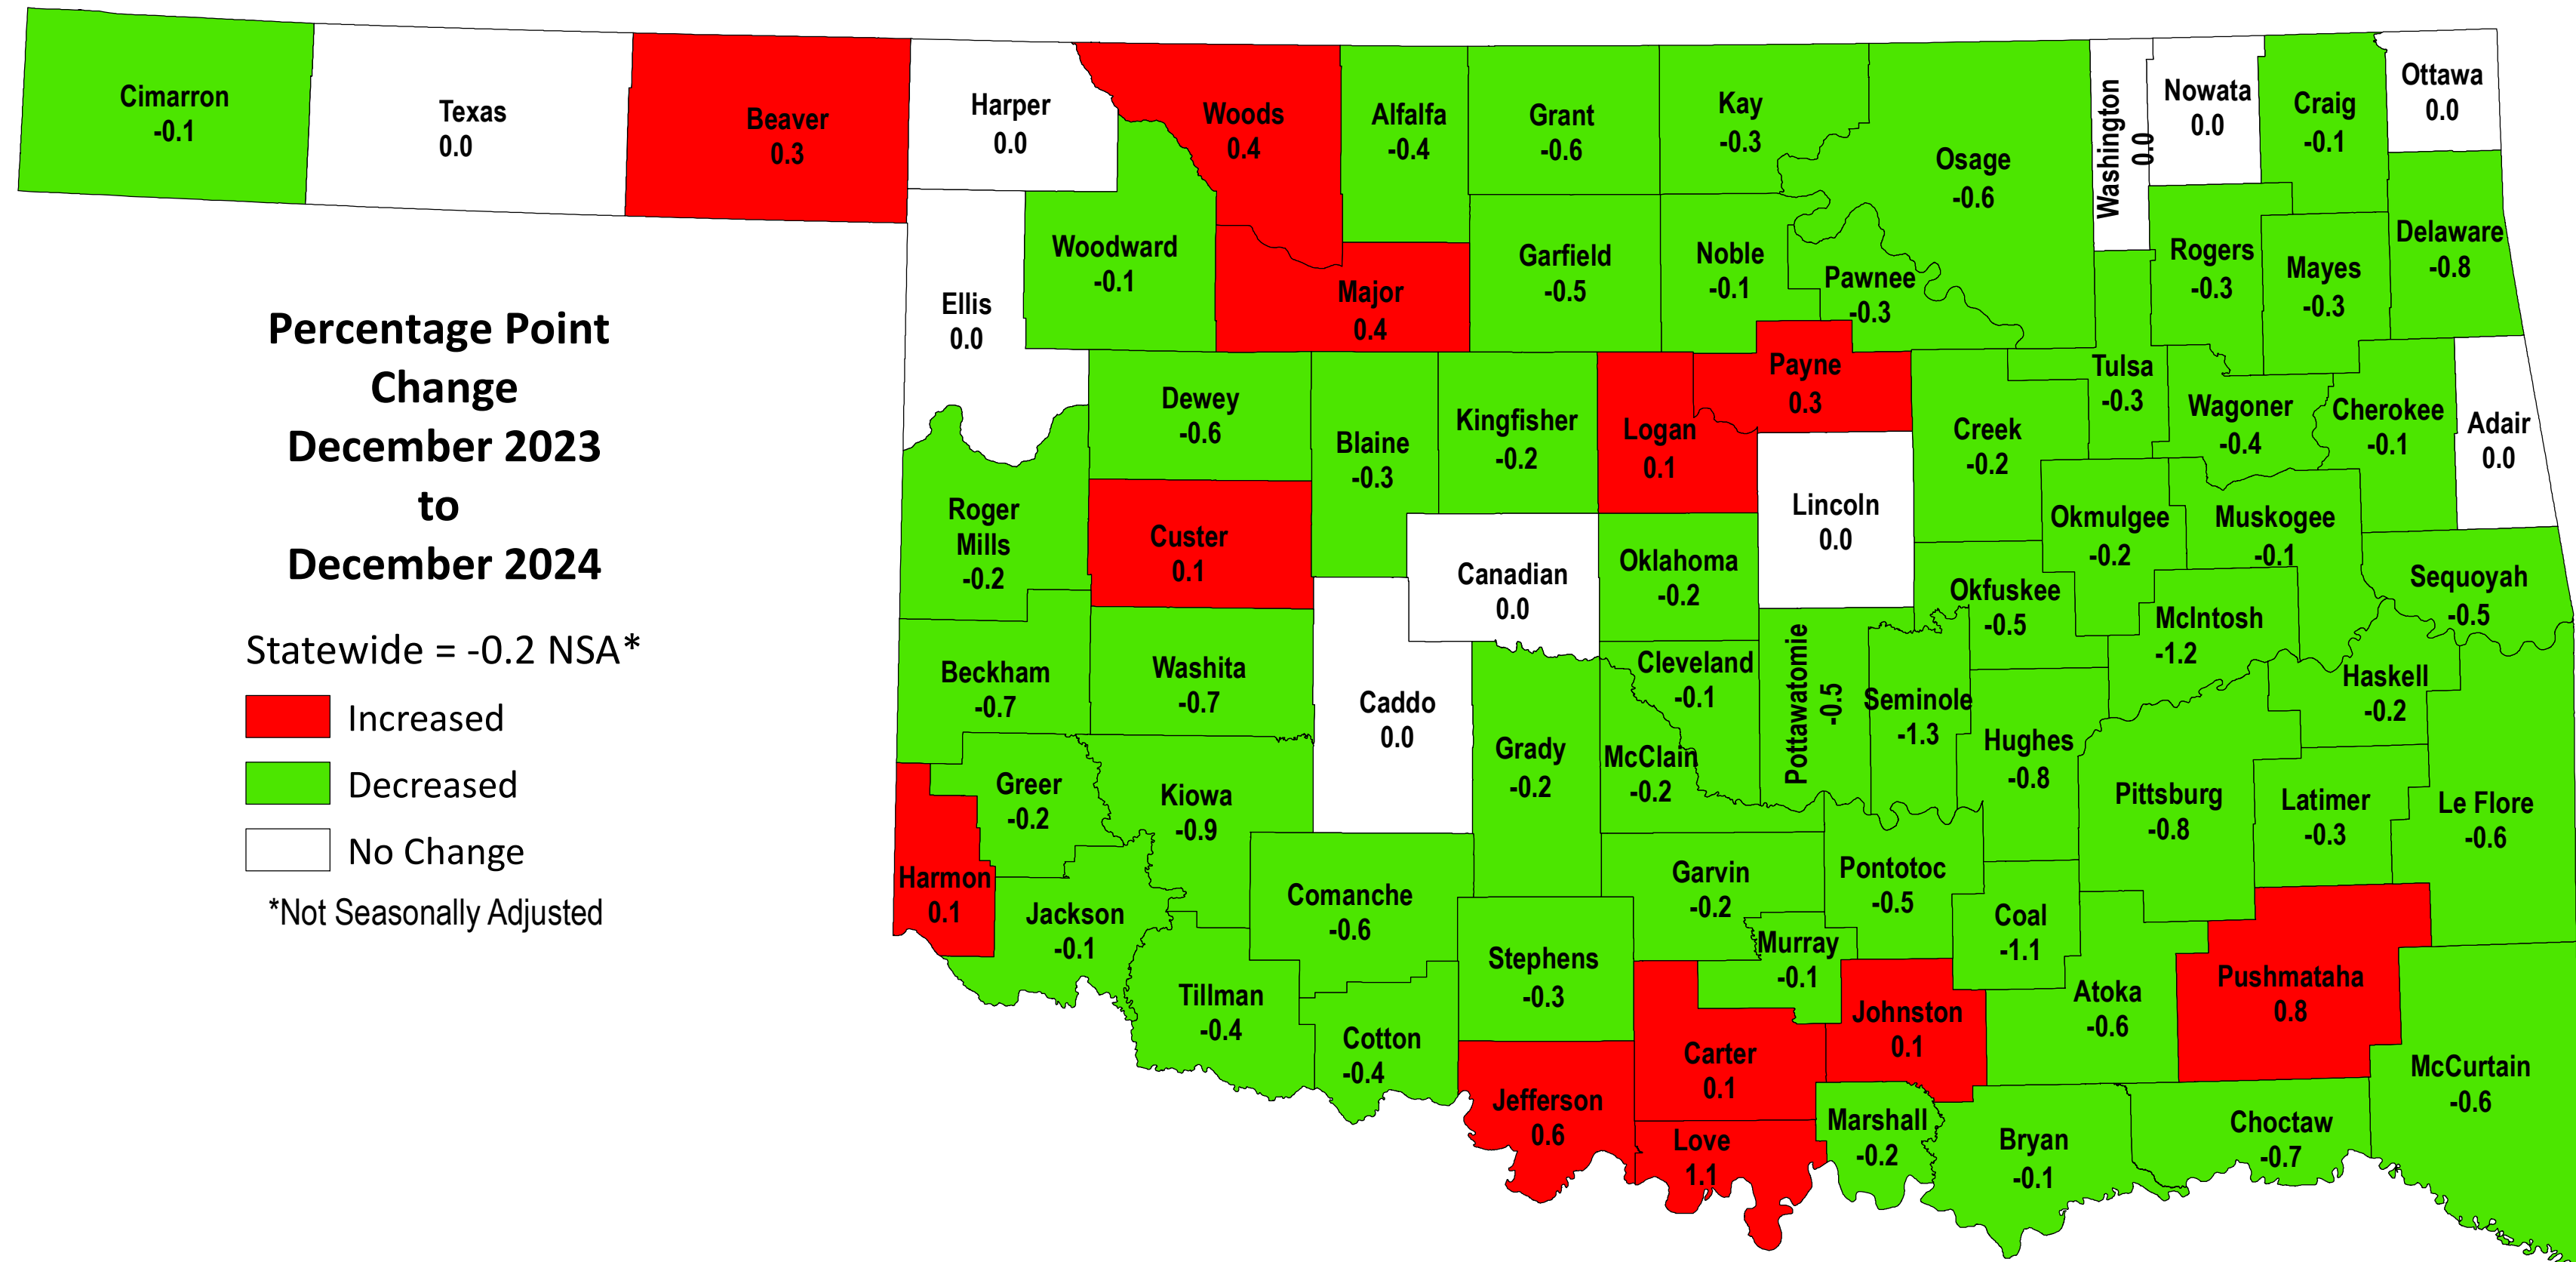 Cimarron
-0.1
Texas
0.0
Beaver
0.3
Harper
0.0
Woods
0.4
Alfalfa
-0.4
Grant
-0.6
Kay
-0.3
Osage
-0.6
Washington
0.0
Nowata
0.0
Craig
-0.1
Ottawa
0.0
Ellis
0.0
Woodward
-0.1
Major
0.4
Garfield
-0.5
Noble
-0.1
Pawnee
-0.3
Rogers
-0.3
Mayes
-0.3
Delaware
-0.8
Percentage Point
Change
December 2023
to
December 2024
Statewide = -0.2 NSA*
Increased
Decreased
No Change
*Not Seasonally Adjusted
Dewey
-0.6
Blaine
-0.3
Kingfisher
-0.2
Logan
0.1
Payne
0.3
Creek
-0.2
Tulsa
-0.3
Wagoner
-0.4
Cherokee
-0.1
Adair
0.0
Roger
Mills
-0.2
Custer
0.1
Canadian
0.0
Oklahoma
-0.2
Lincoln
0.0
Okfuskee
-0.5
Okmulgee
-0.2
Muskogee
-0.1
McIntosh
-1.2
Sequoyah
-0.5
Beckham
-0.7
Washita
-0.7
Caddo
0.0
Grady
-0.2
McClain
-0.2
Cleveland
-0.1
Pottawatomie
-0.5
Seminole
-1.3
Hughes
-0.8
Pittsburg
-0.8
Haskell
-0.2
Latimer
-0.3
Le Flore
-0.6
Harmon
0.1
Greer
-0.2
Kiowa
-0.9
Jackson
-0.1
Comanche
-0.6
Tillman
-0.4
Cotton
-0.4
Stephens
-0.3
Garvin
-0.2
Murray
-0.1
Pontotoc
-0.5
Coal
-1.1
Johnston
0.1
Atoka
-0.6
Pushmataha
0.8
McCurtain
-0.6
Jefferson
0.6
Carter
0.1
Love
1.1
Marshall
-0.2
Bryan
-0.1
Choctaw
-0.7